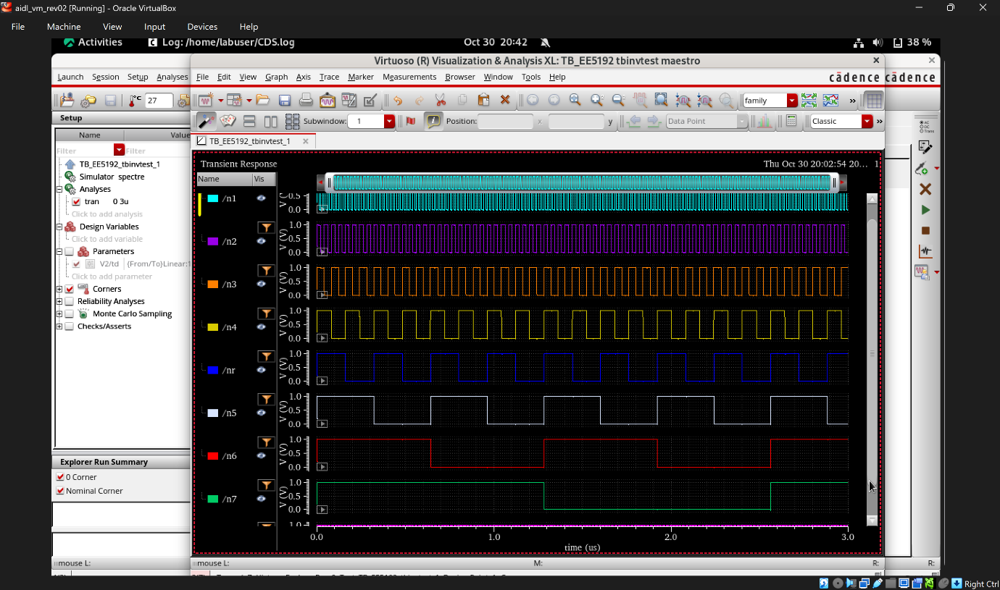 aidl_vm_rev02 [Running] - Oracle VirtualBox
File Machine View Input Devices Help
Activities Log: /home/labuser/CDS.log Oct 30 20:42 38 %
Virtuoso (R) Visualization & Analysis XL: TB_EE5192 tbinvtest maestro
Launch Session Setup Analyses
File Edit View Graph Axis Trace Marker Measurements Browser Window Tools Help
cādence cādence
27
family
Subwindow: 1 Position: x y Data Point Classic
Setup
TB_EE5192_tbinvtest_1
Name Value
Filter Filter
TB_EE5192_tbinvtest_1
Simulator spectre
Analyses
tran 0 3u
Click to add analysis
Design Variables
Click to add variable
Parameters
V2/td {From/To}Linear:1
Click to add parameter
Corners
Reliability Analyses
Monte Carlo Sampling
Checks/Asserts
Explorer Run Summary
0 Corner
Nominal Corner
Transient Response Thu Oct 30 20:02:54 20... 1
Name Vis
/n1 0.5 0.0
/n2 V (V) 1.0 0.5 0.0
/n3 V (V) 1.0 0.5 0.0
/n4 V (V) 1.0 0.5 0.0
/nr V (V) 1.0 0.5 0.0
/n5 V (V) 1.0 0.5 0.0
/n6 V (V) 1.0 0.5 0.0
/n7 V (V) 1.0 0.5 0.0
1.0
0.0 1.0 2.0 3.0
time (us)
mouse L: mouse L: M: R: R:
Right Ctrl